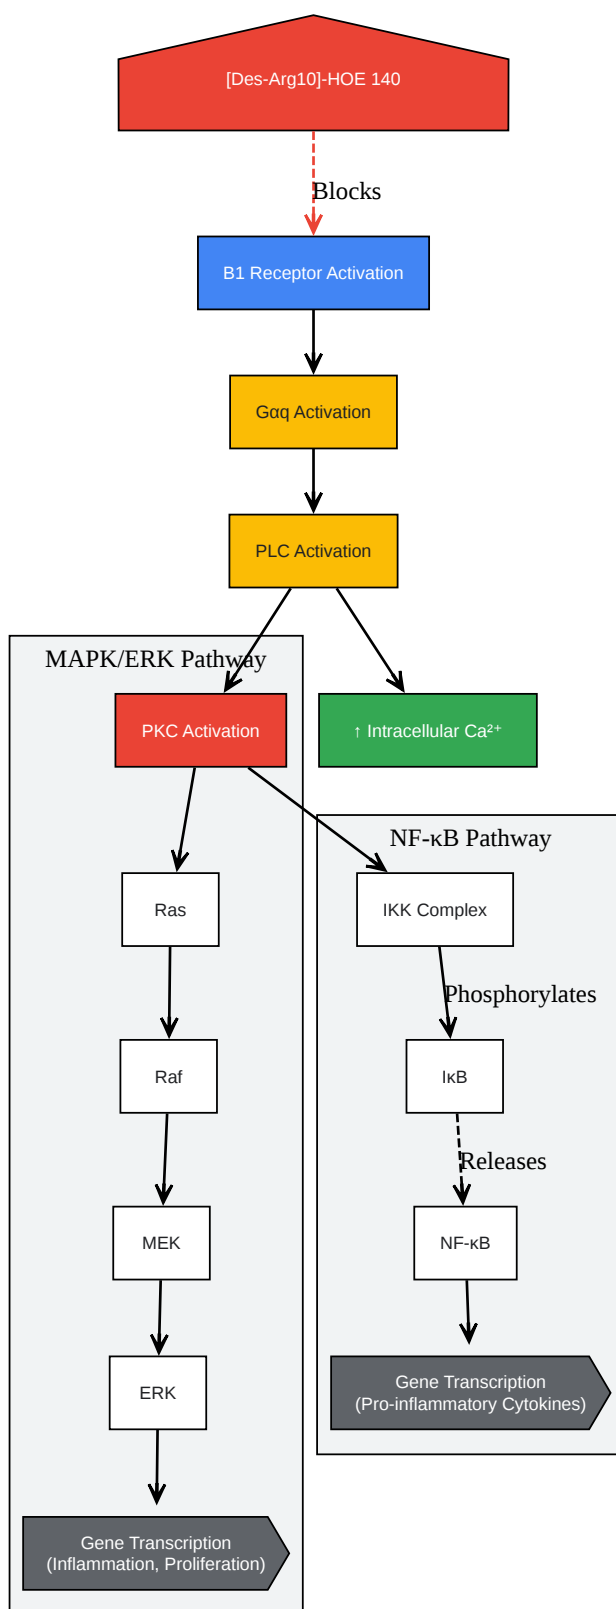 [Des-Arg10]-HOE 140
Blocks
B1 Receptor Activation
Gαq Activation
PLC Activation
MAPK/ERK Pathway
PKC Activation
↑ Intracellular Ca²⁺
NF-κB Pathway
Ras
IKK Complex
Phosphorylates
Raf
IκB
Releases
MEK
NF-κB
ERK
Gene Transcription
(Pro-inflammatory Cytokines)
Gene Transcription
(Inflammation, Proliferation)